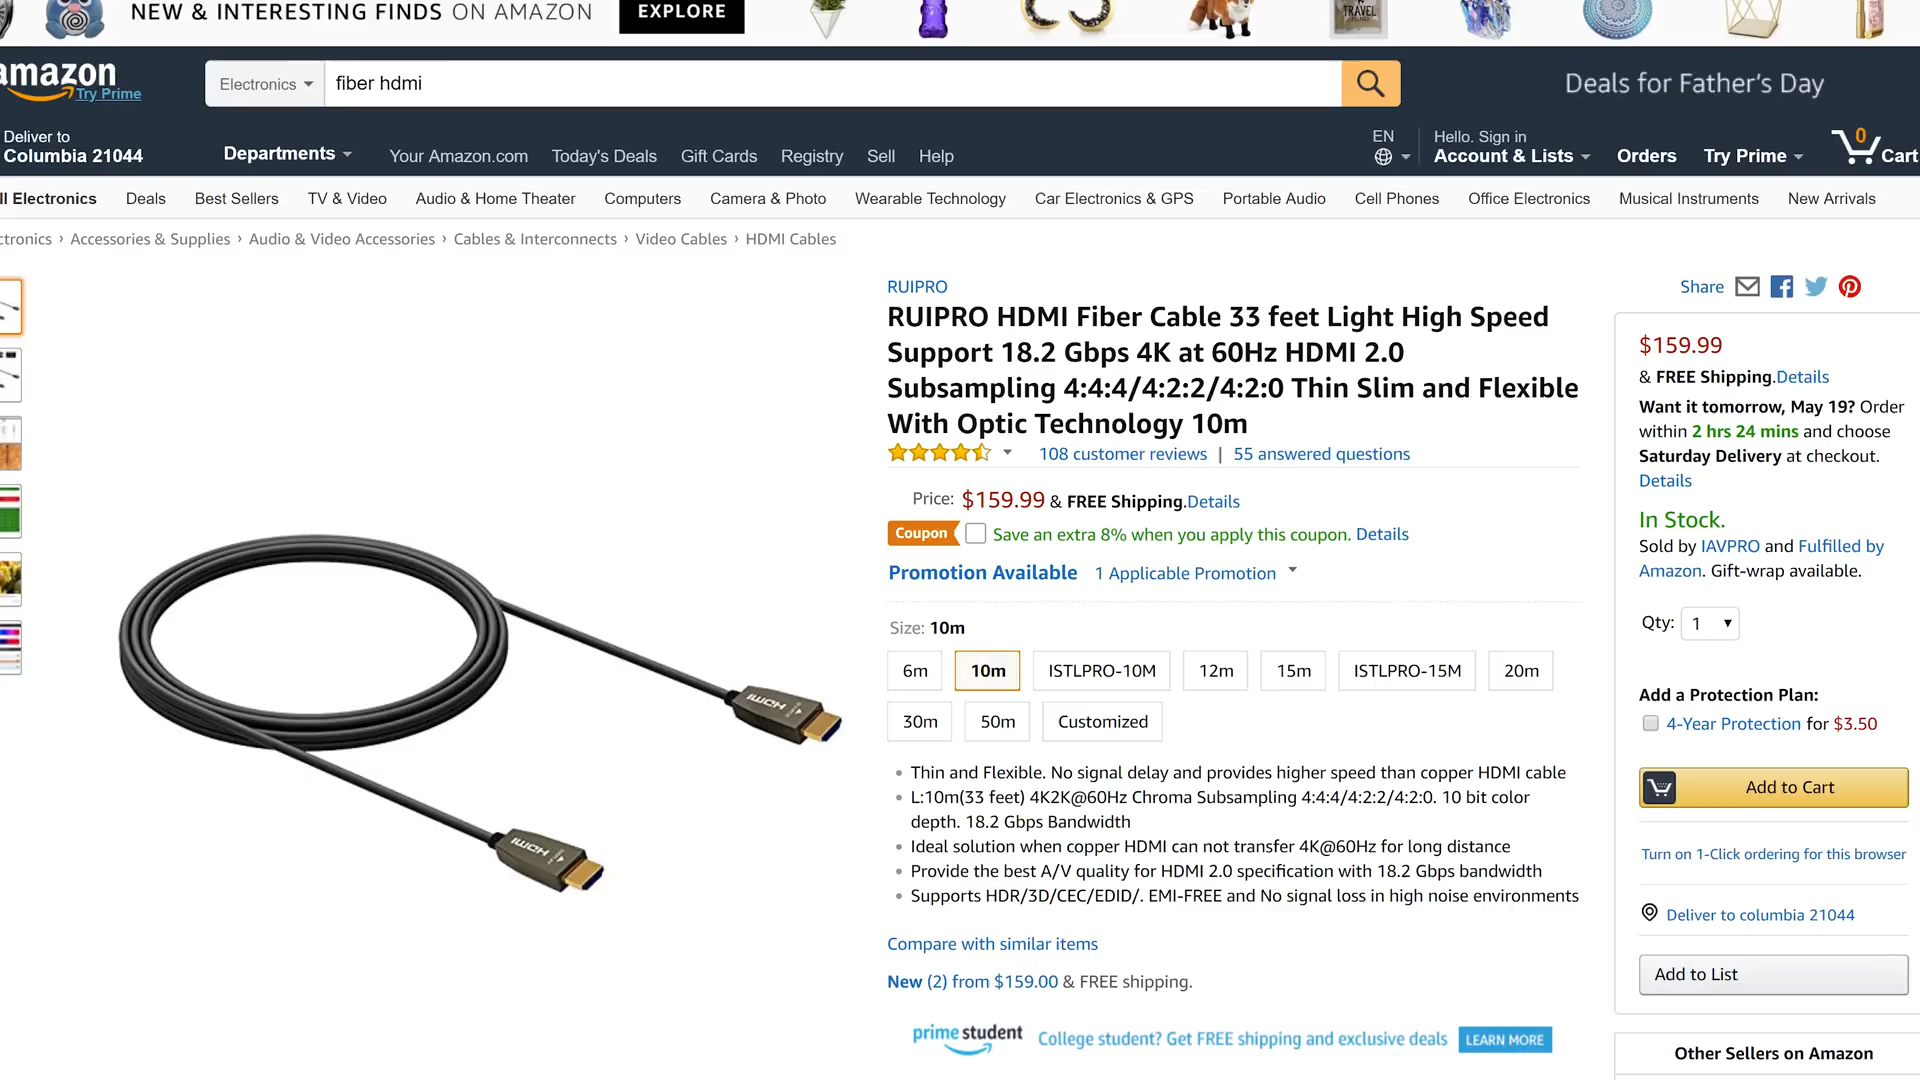 NEW & INTERESTING FINDS ON AMAZON EXPLORE
TRAVEL FUND
amazon
Try Prime
Electronics
fiber hdmi
Deals for Father's Day
Deliver to
Columbia 21044
Departments
Your Amazon.com Today's Deals Gift Cards Registry Sell Help
EN
Hello. Sign in
Account & Lists
Orders
Try Prime
0
Cart
ll Electronics Deals Best Sellers TV & Video Audio & Home Theater Computers Camera & Photo Wearable Technology Car Electronics & GPS Portable Audio Cell Phones Office Electronics Musical Instruments New Arrivals
ctronics › Accessories & Supplies › Audio & Video Accessories › Cables & Interconnects › Video Cables › HDMI Cables
HDMI
HDMI
RUIPRO
RUIPRO HDMI Fiber Cable 33 feet Light High Speed
Support 18.2 Gbps 4K at 60Hz HDMI 2.0
Subsampling 4:4:4/4:2:2/4:2:0 Thin Slim and Flexible
With Optic Technology 10m
108 customer reviews | 55 answered questions
Price: $159.99 & FREE Shipping.Details
Coupon Save an extra 8% when you apply this coupon. Details
Promotion Available 1 Applicable Promotion
Size: 10m
6m 10m ISTLPRO-10M 12m 15m ISTLPRO-15M 20m
30m 50m Customized
• Thin and Flexible. No signal delay and provides higher speed than copper HDMI cable
• L:10m(33 feet) 4K2K@60Hz Chroma Subsampling 4:4:4/4:2:2/4:2:0. 10 bit color
depth. 18.2 Gbps Bandwidth
• Ideal solution when copper HDMI can not transfer 4K@60Hz for long distance
• Provide the best A/V quality for HDMI 2.0 specification with 18.2 Gbps bandwidth
• Supports HDR/3D/CEC/EDID/. EMI-FREE and No signal loss in high noise environments
Compare with similar items
New (2) from $159.00 & FREE shipping.
prime student College student? Get FREE shipping and exclusive deals LEARN MORE
Share
$159.99
& FREE Shipping.Details
Want it tomorrow, May 19? Order
within 2 hrs 24 mins and choose
Saturday Delivery at checkout.
Details
In Stock.
Sold by IAVPRO and Fulfilled by
Amazon. Gift-wrap available.
Qty: 1
Add a Protection Plan:
4-Year Protection for $3.50
Add to Cart
Turn on 1-Click ordering for this browser
Deliver to columbia 21044
Add to List
Other Sellers on Amazon